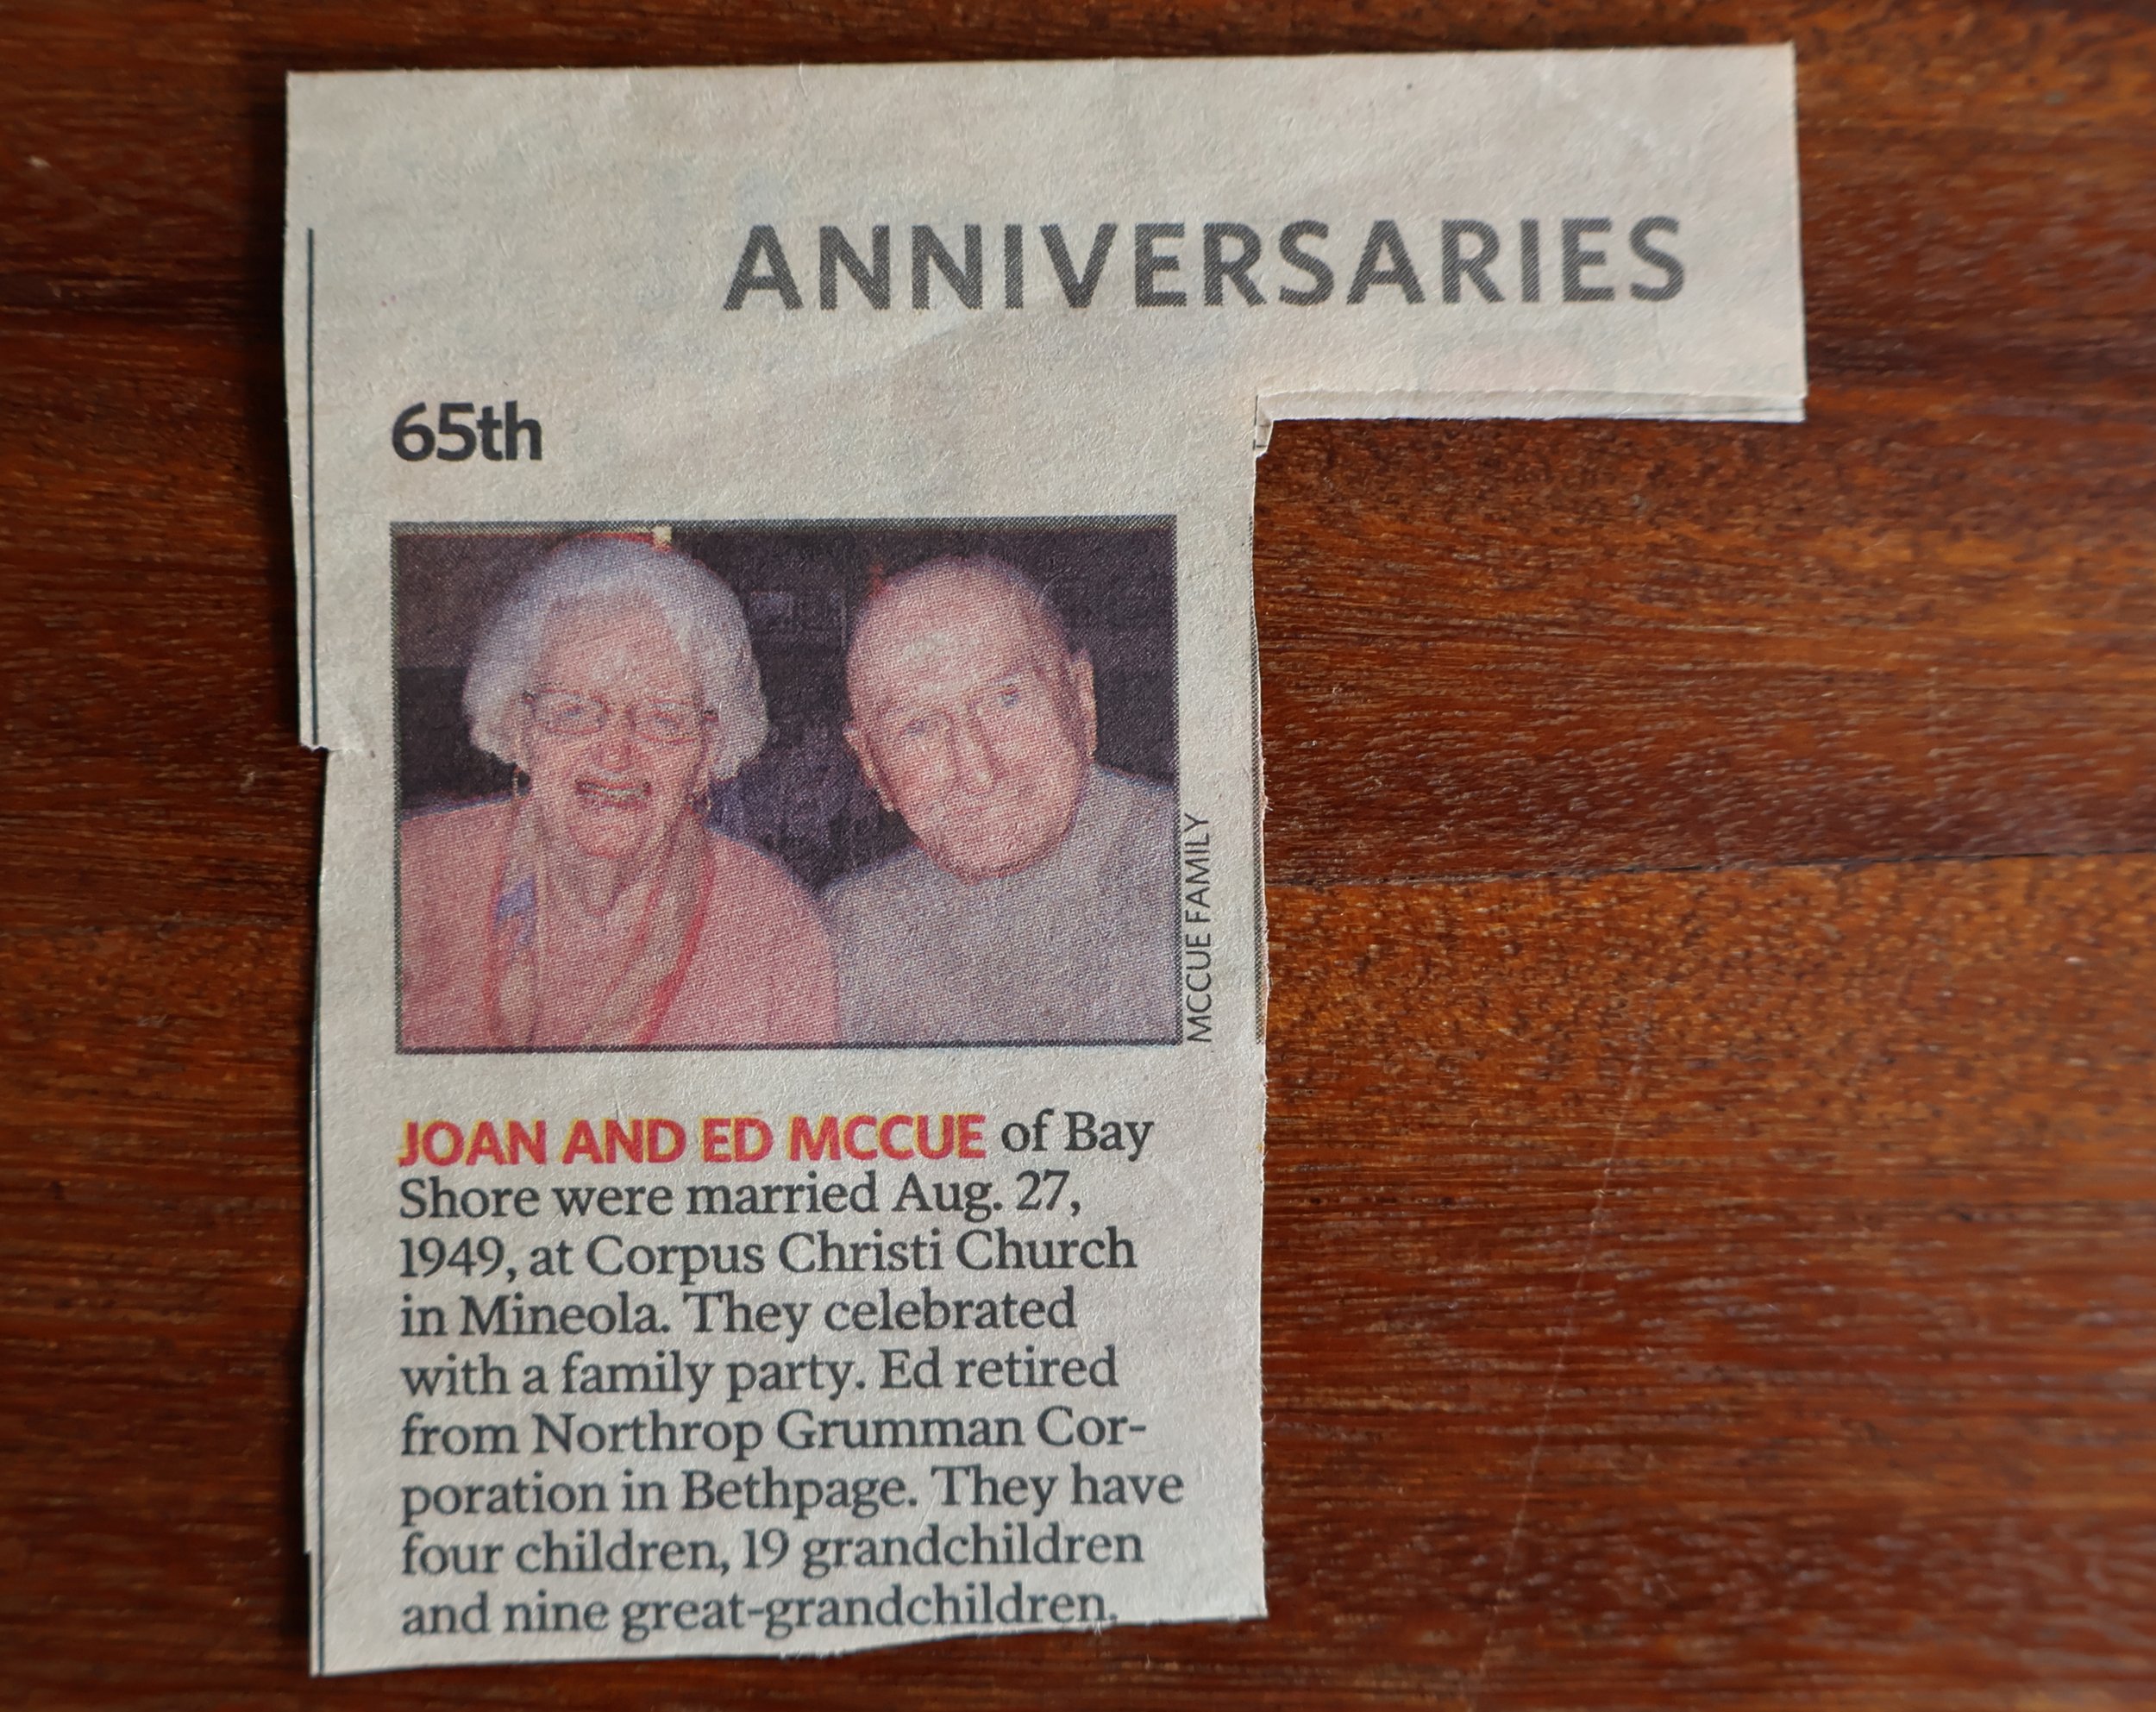 ANNIVERSARIES
65th
MCCUE FAMILY
JOAN AND ED MCCUE of Bay
Shore were married Aug. 27,
1949, at Corpus Christi Church
in Mineola. They celebrated
with a family party. Ed retired
from Northrop Grumman Cor-
poration in Bethpage. They have
four children, 19 grandchildren
and nine great-grandchildren.